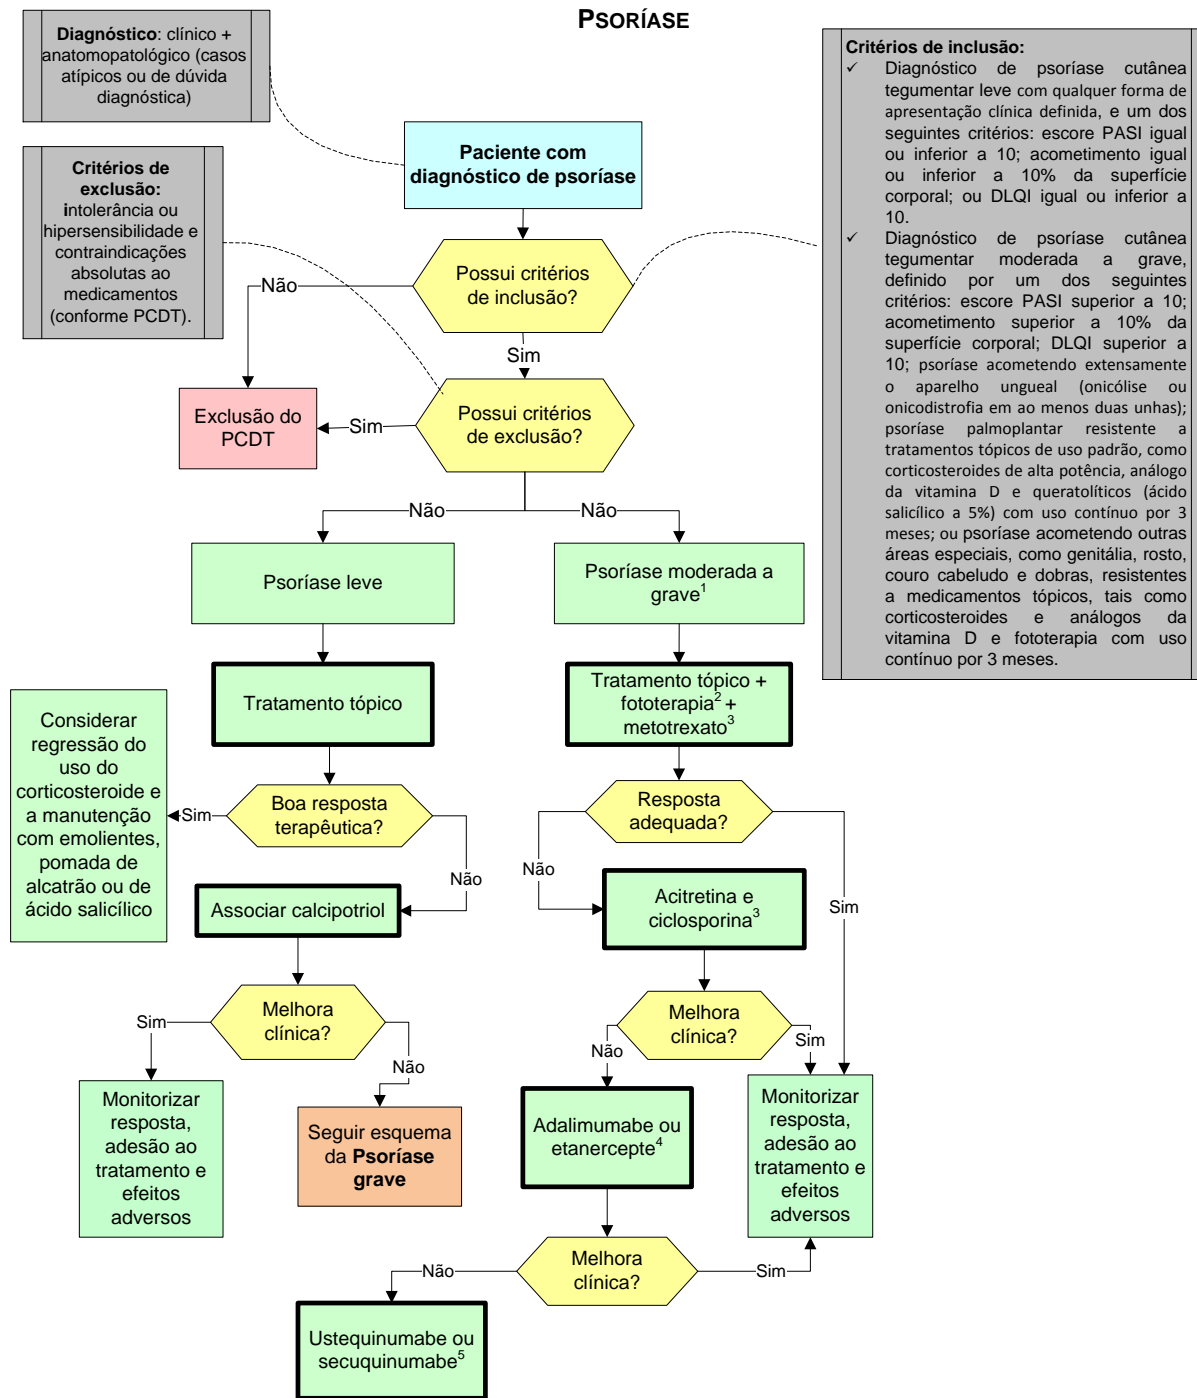 PSORÍASE
Diagnóstico: clínico +
anatomopatológico (casos
atípicos ou de dúvida
diagnóstica)
Critérios de
exclusão:
intolerância ou
hipersensibilidade e
contraindicações
absolutas ao
medicamentos
(conforme PCDT).
Critérios de inclusão:
✓ Diagnóstico de psoríase cutânea
tegumentar leve com qualquer forma de
apresentação clínica definida, e um dos
seguintes critérios: escore PASI igual
ou inferior a 10; acometimento igual
ou inferior a 10% da superfície
corporal; ou DLQI igual ou inferior a
10.
✓ Diagnóstico de psoríase cutânea
tegumentar moderada a grave,
definido por um dos seguintes
critérios: escore PASI superior a 10;
acometimento superior a 10% da
superfície corporal; DLQI superior a
10; psoríase acometendo extensamente
o aparelho ungueal (onicólise ou
onicodistrofia em ao menos duas unhas);
psoríase palmoplantar resistente a
tratamentos tópicos de uso padrão, como
corticosteroides de alta potência, análogo
da vitamina D e queratolíticos (ácido
salicílico a 5%) com uso contínuo por 3
meses; ou psoríase acometendo outras
áreas especiais, como genitália, rosto,
couro cabeludo e dobras, resistentes
a medicamentos tópicos, tais como
corticosteroides e análogos da
vitamina D e fototerapia com uso
contínuo por 3 meses.
Paciente com
diagnóstico de psoríase
Possui critérios
de inclusão?
Não
Sim
Exclusão do
PCDT
Sim
Possui critérios
de exclusão?
Não
Não
Psoríase leve
Psoríase moderada a
grave1
Tratamento tópico
Tratamento tópico +
fototerapia2 +
metotrexato3
Considerar
regressão do
uso do
corticosteroide e
a manutenção
com emolientes,
pomada de
alcatrão ou de
ácido salicílico
Sim
Boa resposta
terapêutica?
Não
Resposta
adequada?
Não
Sim
Associar calcipotriol
Acitretina e
ciclosporina3
Melhora
clínica?
Sim
Não
Melhora
clínica?
Não
Sim
Monitorizar
resposta,
adesão ao
tratamento e
efeitos
adversos
Seguir esquema
da Psoríase
grave
Adalimumabe ou
etanercepte4
Monitorizar
resposta,
adesão ao
tratamento e
efeitos
adversos
Melhora
clínica?
Não
Sim
Ustequinumabe ou
secuquinumabe5